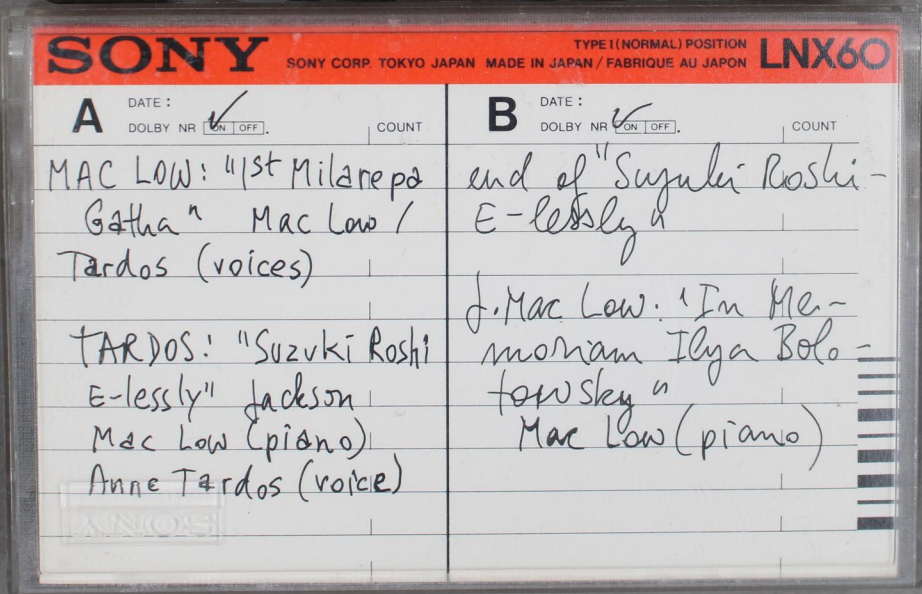 SONY
TYPE I (NORMAL) POSITION
SONY CORP. TOKYO JAPAN MADE IN JAPAN / FABRIQUE AU JAPON
LNX60
A
DATE :
DOLBY NR ON OFF .
COUNT
MAC LOW: "1st Milarepa
Gatha" Mac Low /
Tardos (voices)
TARDOS: "Suzuki Roshi
E-lessly" Jackson
Mac Low (piano)
Anne Tardos (voice)
SONY
B
DATE :
DOLBY NR ON OFF .
COUNT
end of "Suzuki Roshi-
E-lessly"
J. Mac Low: "In Me-
moriam Ilya Bolo-
towsky"
Mac Low (piano)